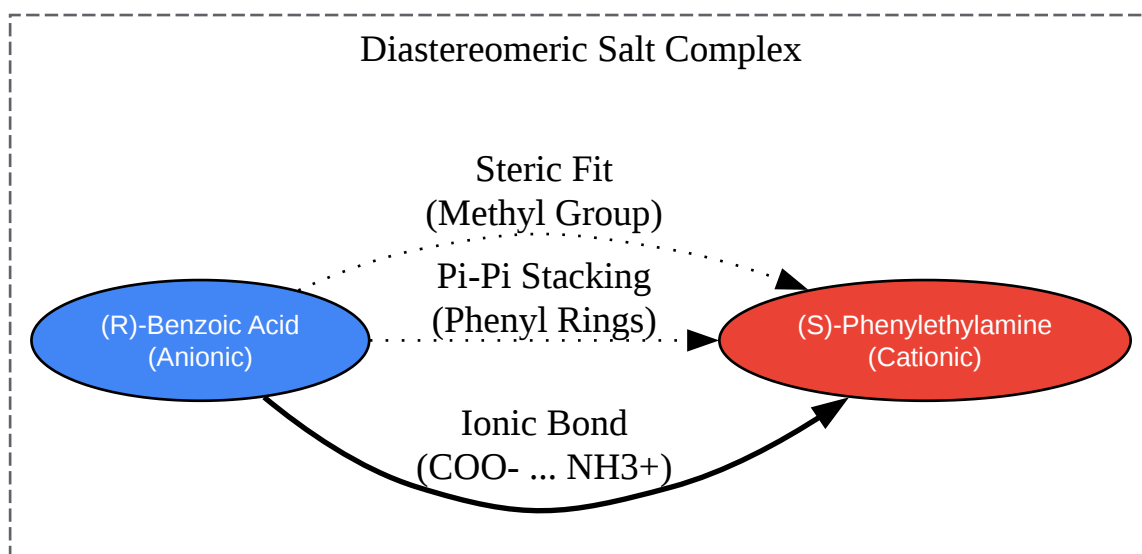 Diastereomeric Salt Complex
Steric Fit
(Methyl Group)
Pi-Pi Stacking
(Phenyl Rings)
(R)-Benzoic Acid
(Anionic)
(S)-Phenylethylamine
(Cationic)
Ionic Bond
(COO- ... NH3+)